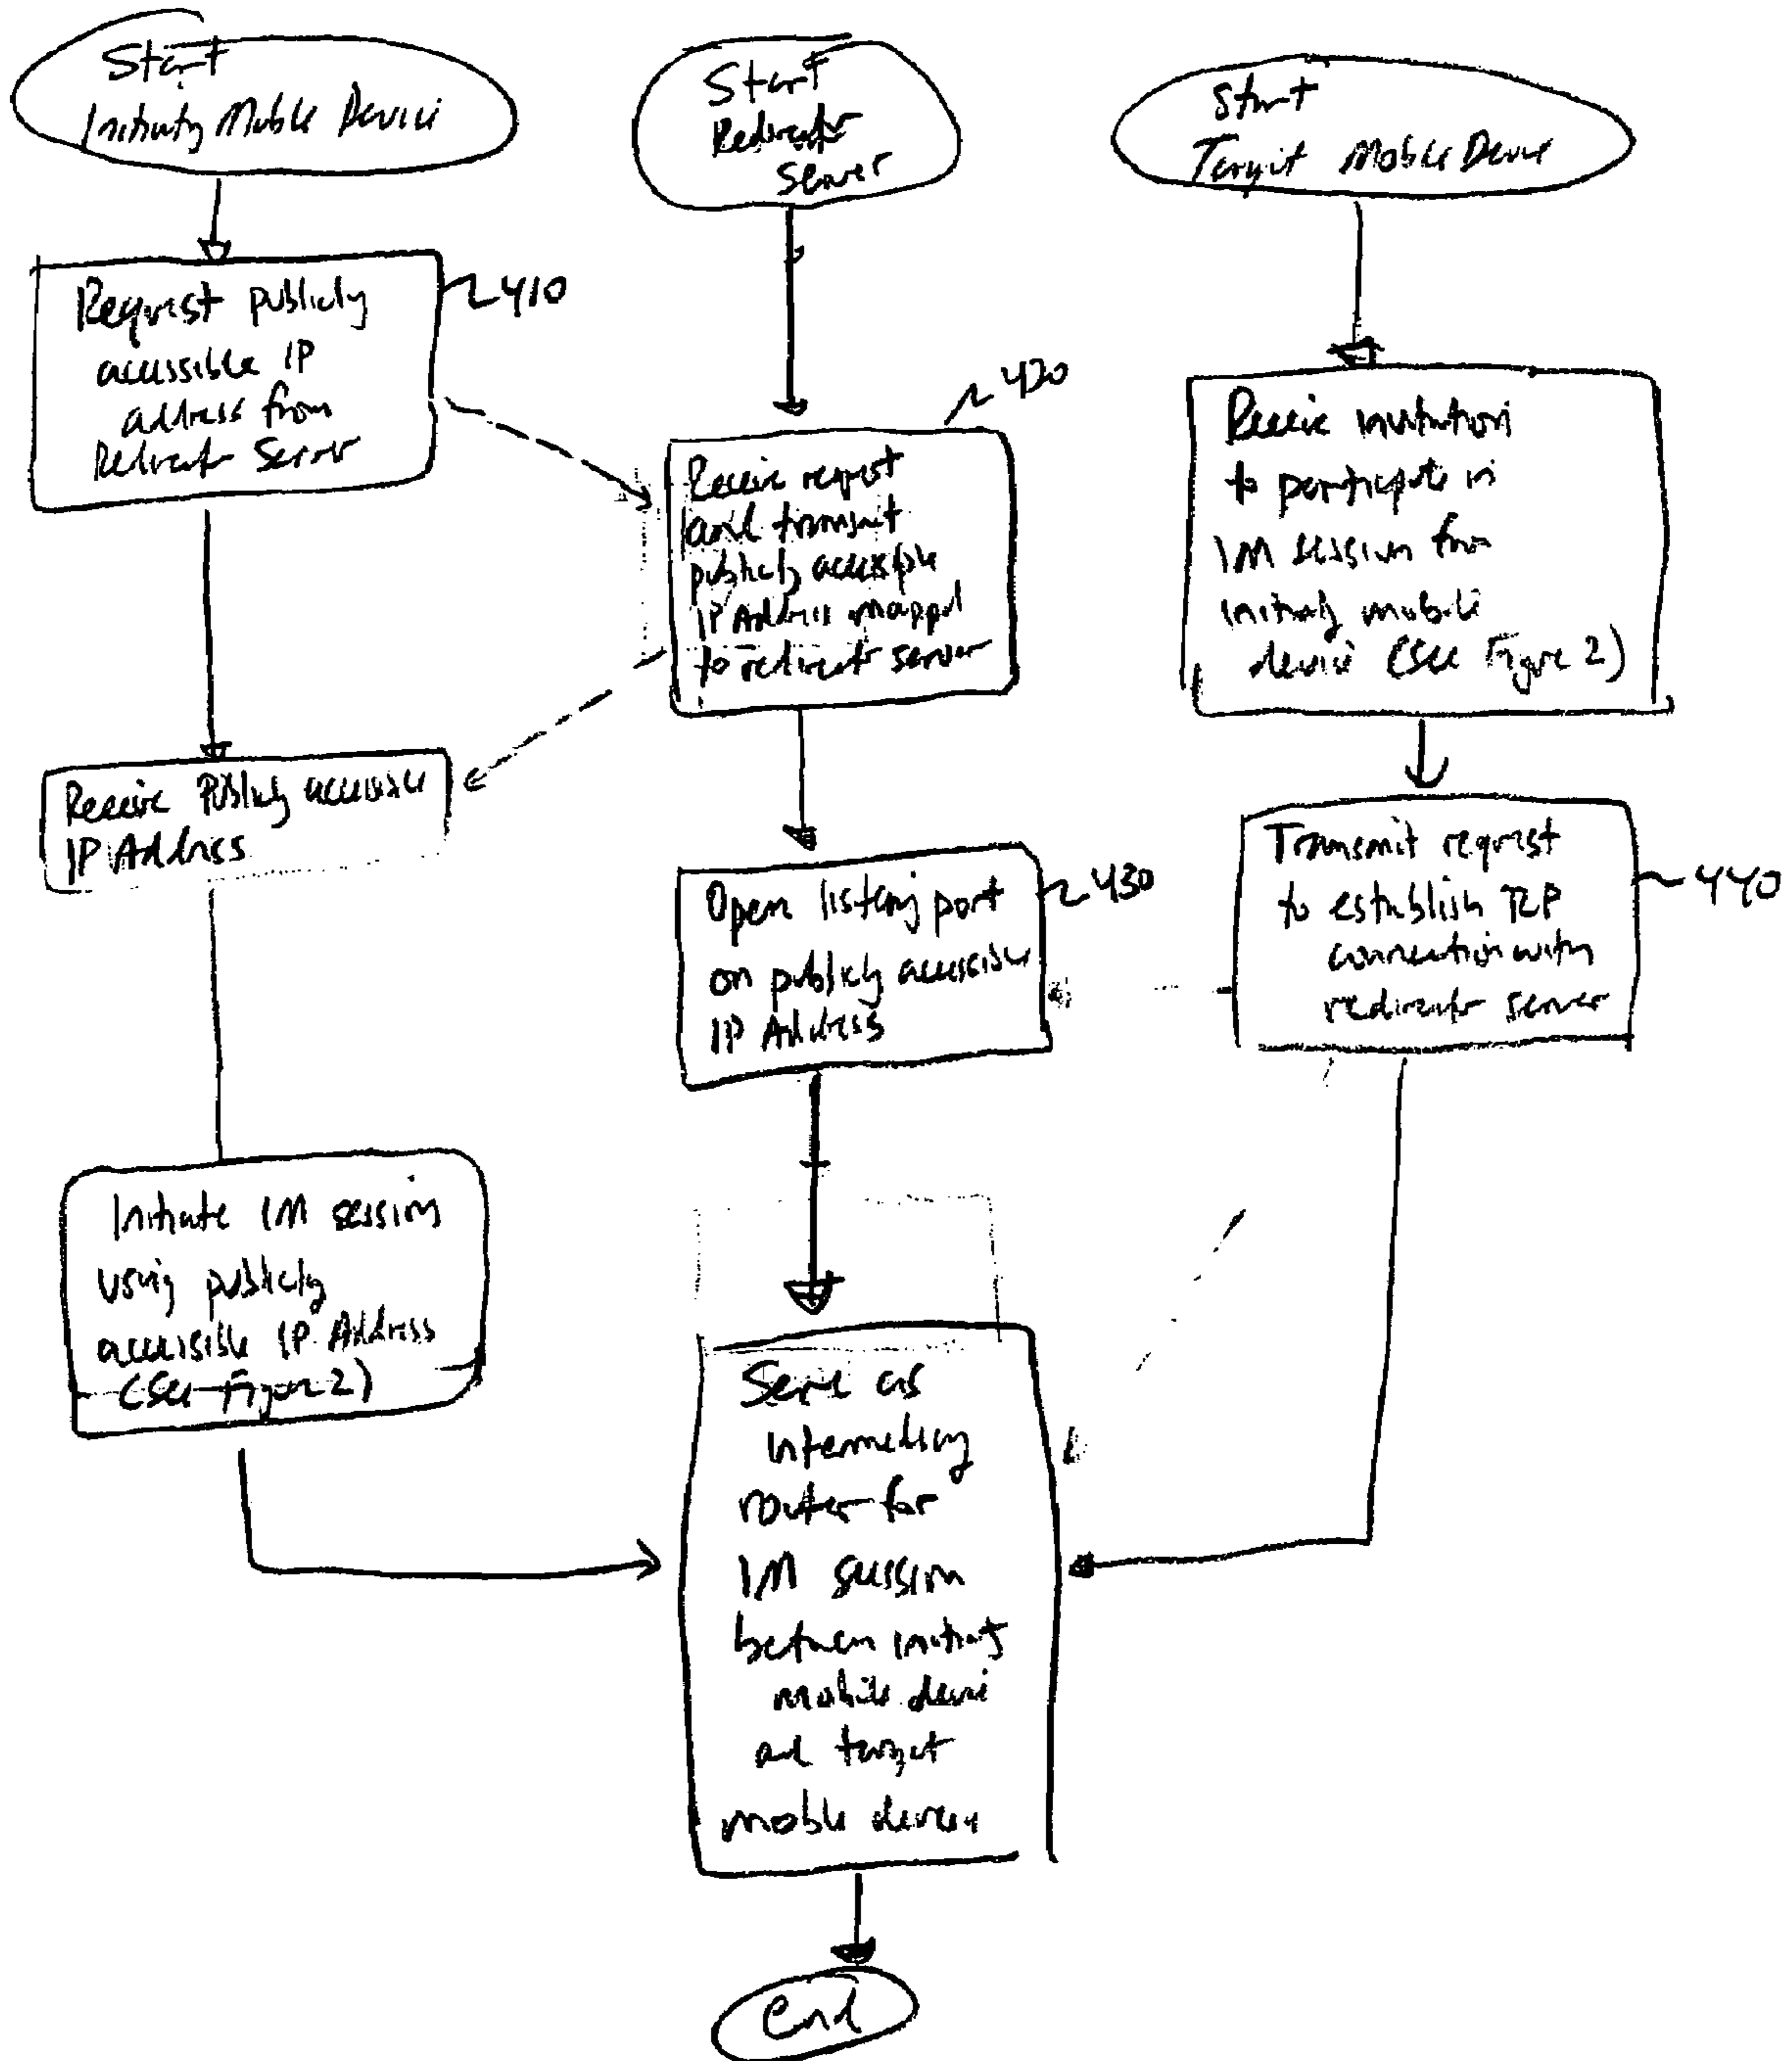 Start
Initiating Mobile Device
Request publicly
accessible IP
address from
Redirector Server
410
Receive Publicly accessible
IP Address
Initiate IM session
using publicly
accessible IP Address
(See Figure 2)
Start
Redirector
Server
420
Receive request
and transmit
publicly accessible
IP Address mapped
to redirector server
Open listening port
on publicly accessible
IP Address
430
Serve as
intermediary
router for
IM session
between initiating
mobile device
and target
mobile device
End
Start
Target Mobile Device
Receive invitation
to participate in
IM session from
initiating mobile
device (See Figure 2)
Transmit request
to establish TCP
connection with
redirector server
440